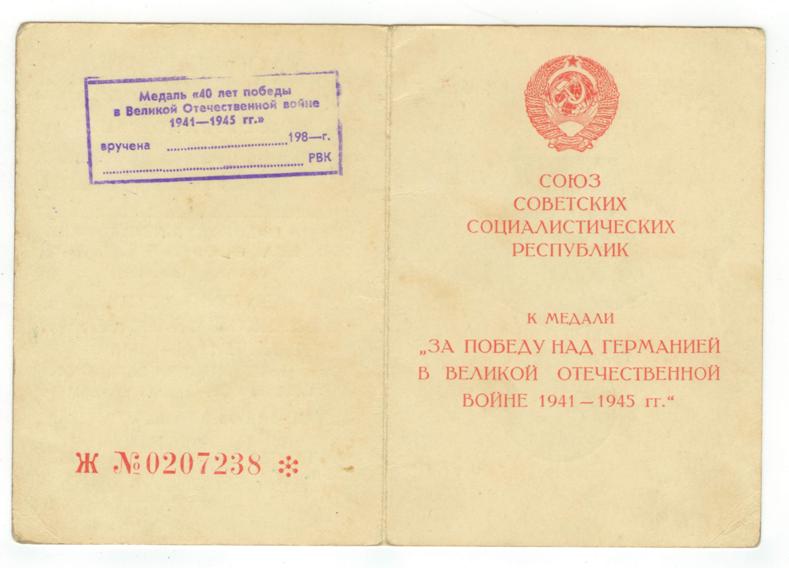 Медаль «40 лет победы
в Великой Отечественной войне
1941—1945 гг.»
вручена 198—г.
РВК
Ж №0207238
СОЮЗ
СОВЕТСКИХ
СОЦИАЛИСТИЧЕСКИХ
РЕСПУБЛИК
К МЕДАЛИ
„ЗА ПОБЕДУ НАД ГЕРМАНИЕЙ
В ВЕЛИКОЙ ОТЕЧЕСТВЕННОЙ
ВОЙНЕ 1941—1945 гг.“